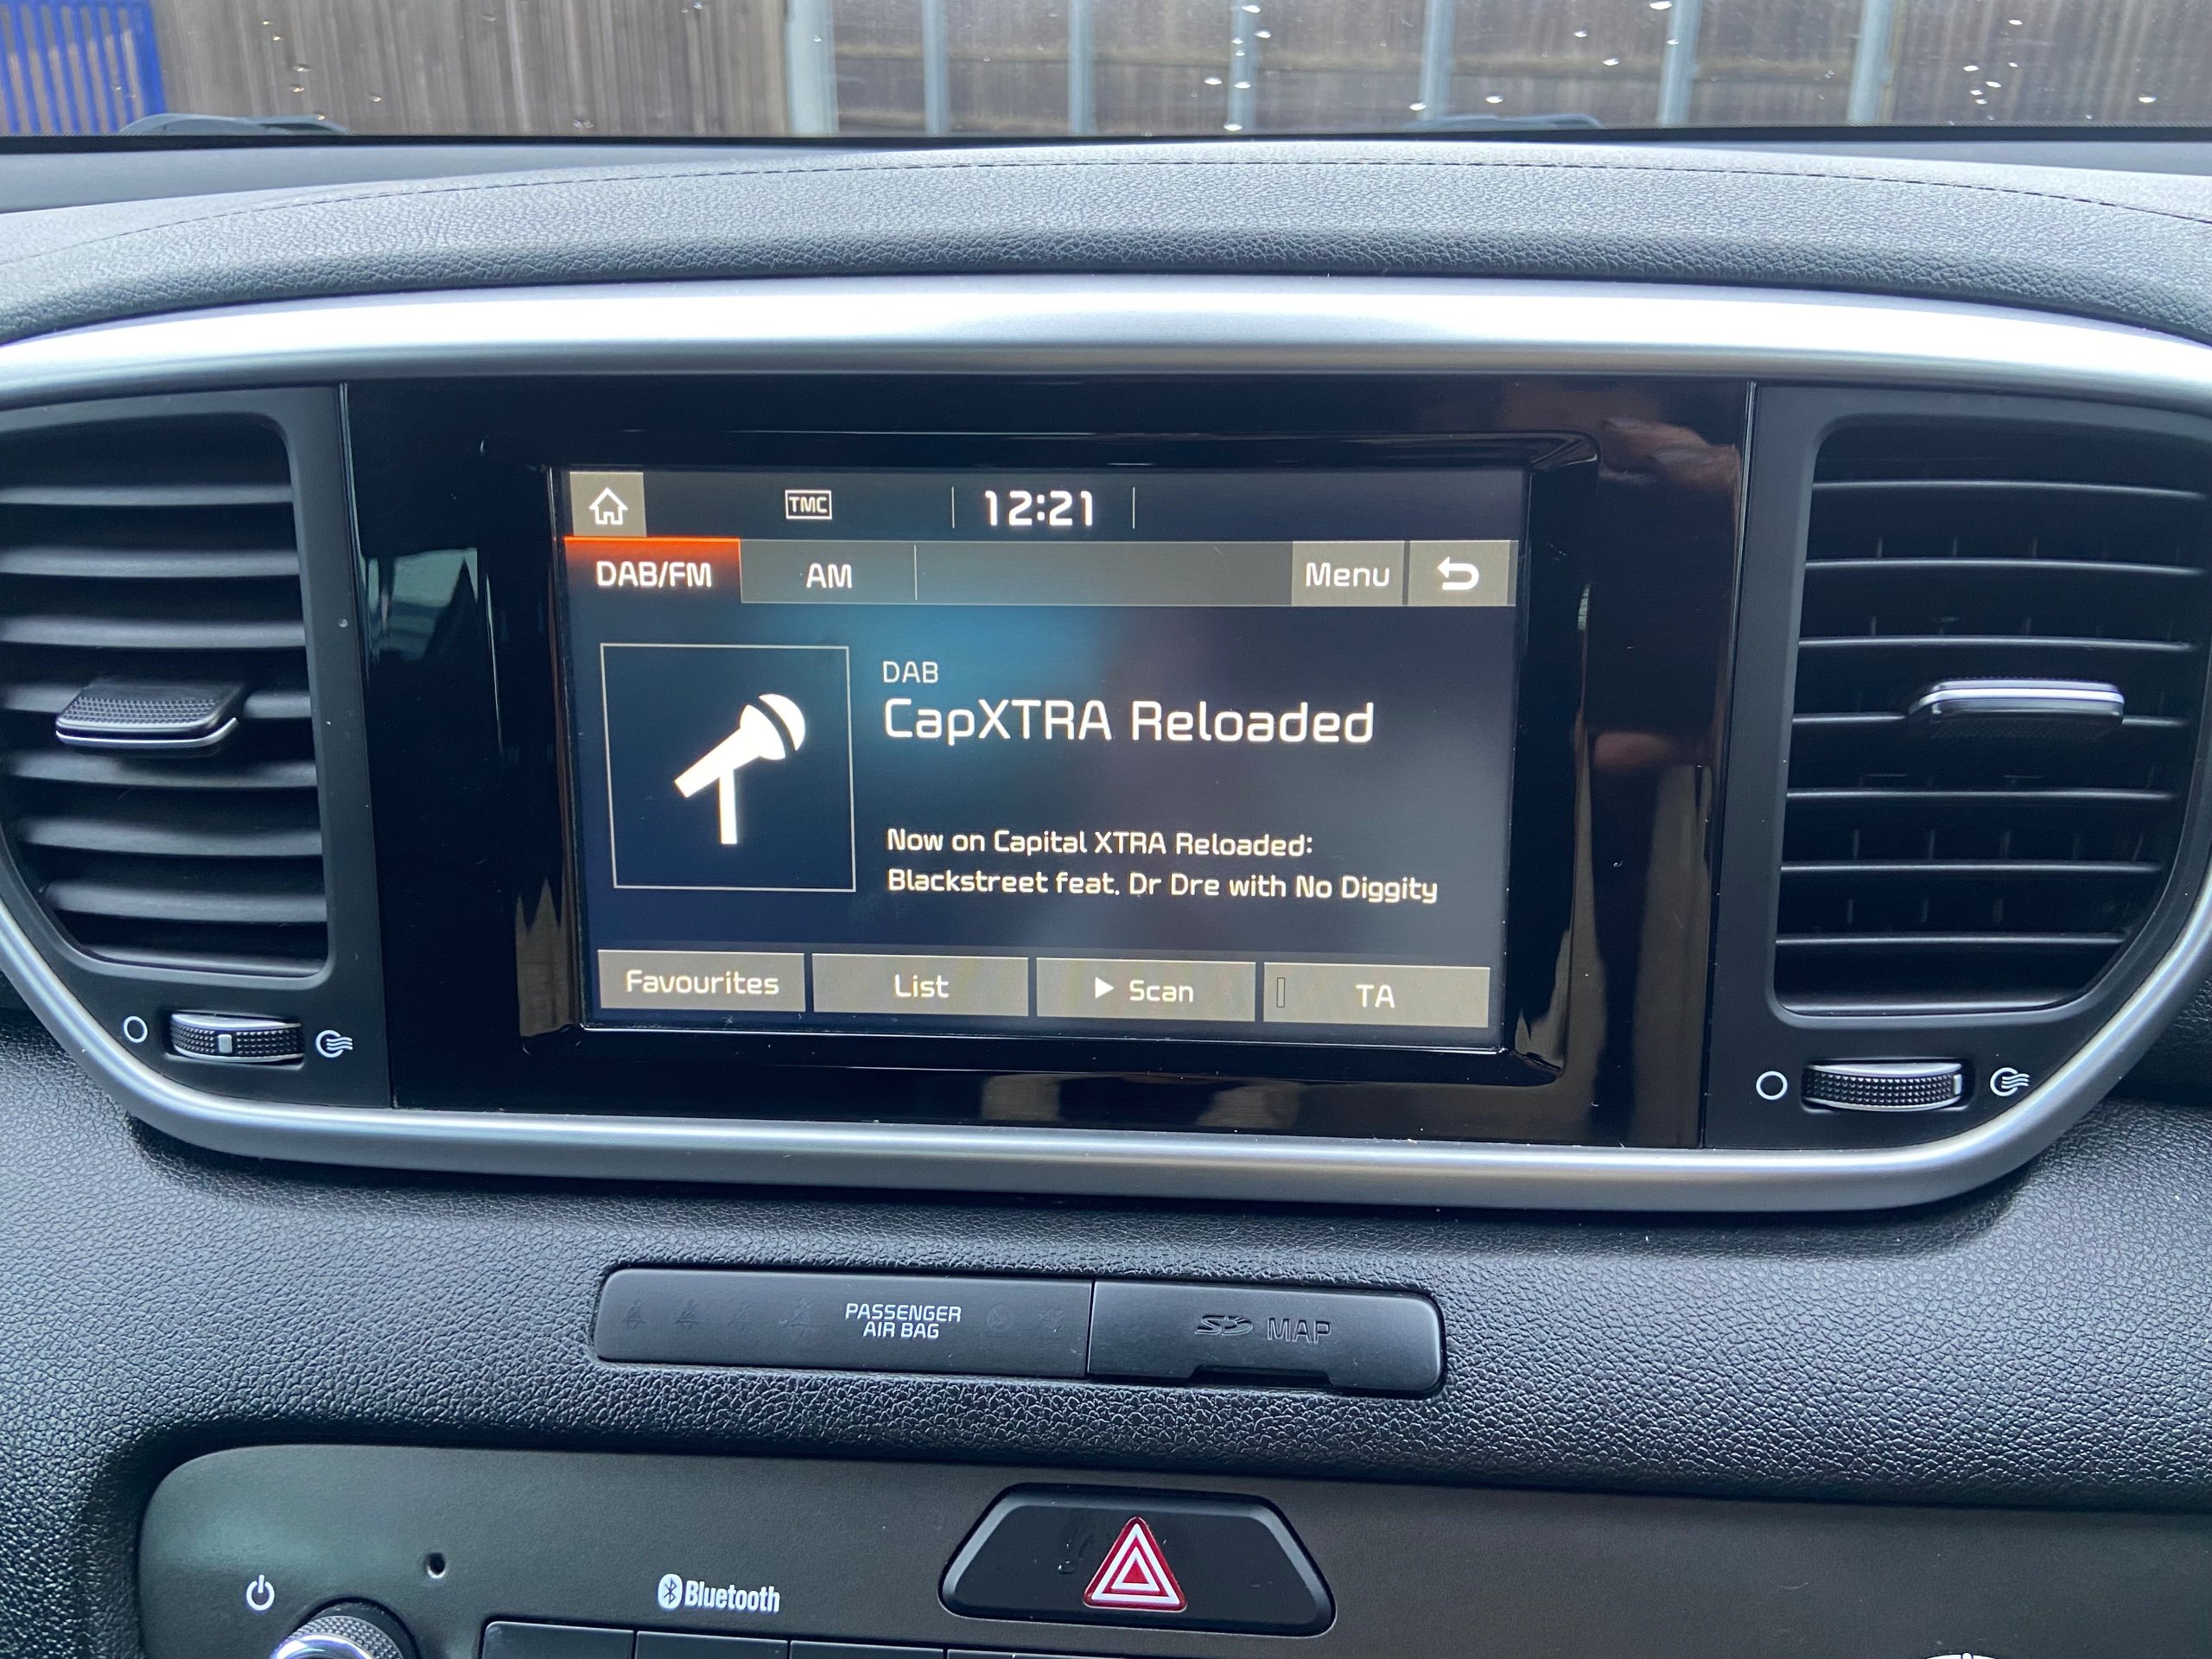 TMC 12:21
DAB/FM AM Menu
DAB
CapXTRA Reloaded
Now on Capital XTRA Reloaded:
Blackstreet feat. Dr Dre with No Diggity
Favourites List Scan TA
PASSENGER
AIR BAG
SD MAP
Bluetooth